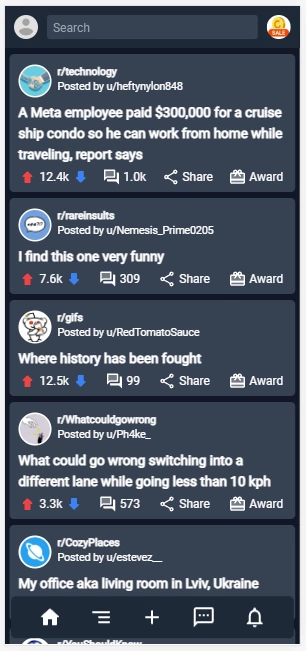 Search
SALE
r/technology
Posted by u/heftynylon848
A Meta employee paid $300,000 for a cruise
ship condo so he can work from home while
traveling, report says
12.4k 1.0k Share Award
r/rareinsults
Posted by u/Nemesis_Prime0205
I find this one very funny
7.6k 309 Share Award
r/gifs
Posted by u/RedTomatoSauce
Where history has been fought
12.5k 99 Share Award
r/Whatcouldgowrong
Posted by u/Ph4ke_
What could go wrong switching into a
different lane while going less than 10 kph
3.3k 573 Share Award
r/CozyPlaces
Posted by u/estevez__
My office aka living room in Lviv, Ukraine
r/YouShouldKnow